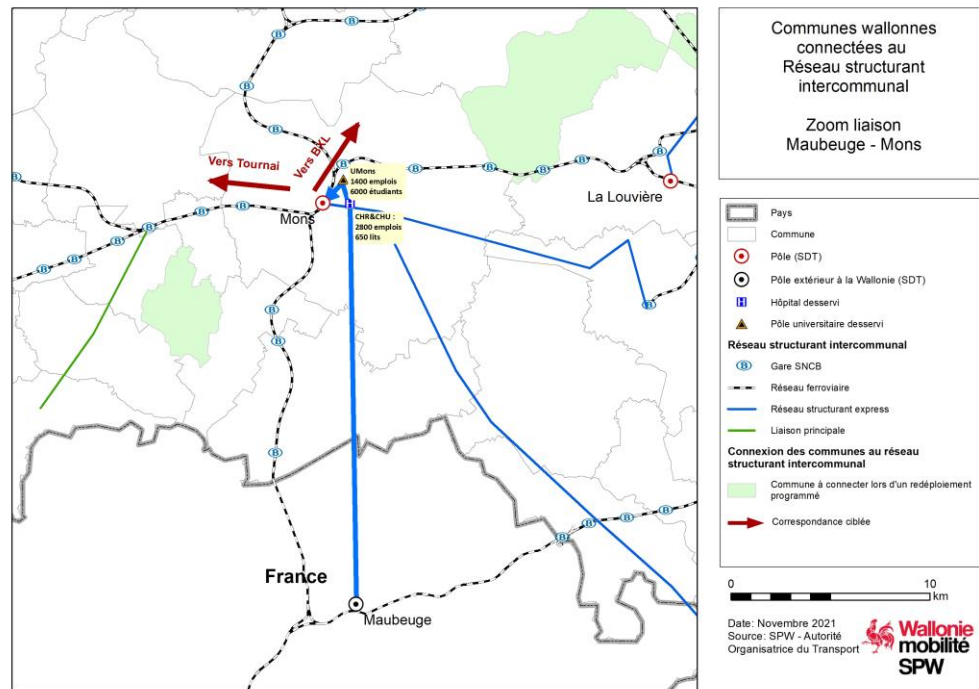 Communes wallonnes
connectées au
Réseau structurant
intercommunal
Zoom liaison
Maubeuge - Mons
Vers Tournai
Vers BXL
UMons
1400 emplois
6000 étudiants
Mons
CHR&CHU :
2800 emplois
650 lits
La Louvière
France
Maubeuge
Pays
Commune
Pôle (SDT)
Pôle extérieur à la Wallonie (SDT)
H
Hôpital desservi
Pôle universitaire desservi
Réseau structurant intercommunal
B
Gare SNCB
Réseau ferroviaire
Réseau structurant express
Liaison principale
Connexion des communes au réseau
structurant intercommunal
Commune à connecter lors d'un redéploiement
programmé
Correspondance ciblée
0 10
km
Date: Novembre 2021
Source: SPW - Autorité
Organisatrice du Transport
Wallonie
mobilité
SPW